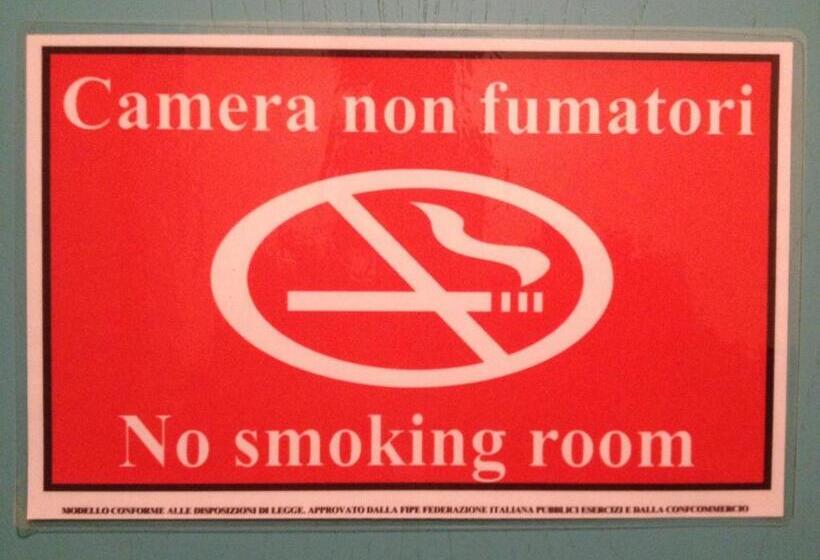 Camera non fumatori
No smoking room
MODELLO CONFORME ALLE DISPOSIZIONI DI LEGGE. APPROVATO DALLA FIPE FEDERAZIONE ITALIANA PUBBLICI ESERCIZI E DALLA CONFCOMMERCIO